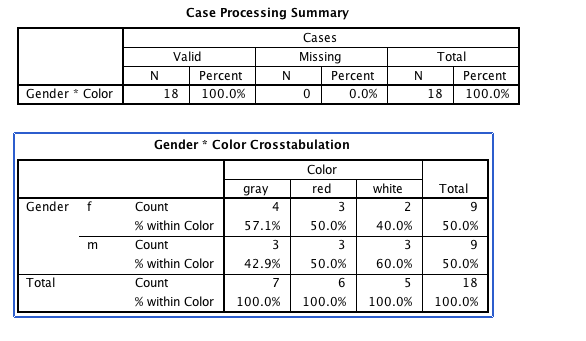 Case Processing Summary
Cases
Valid Missing Total
N Percent N Percent N Percent
Gender * Color 18 100.0% 0 0.0% 18 100.0%
Gender * Color Crosstabulation
Color
gray red white Total
Gender f Count 4 3 2 9
% within Color 57.1% 50.0% 40.0% 50.0%
m Count 3 3 3 9
% within Color 42.9% 50.0% 60.0% 50.0%
Total Count 7 6 5 18
% within Color 100.0% 100.0% 100.0% 100.0%